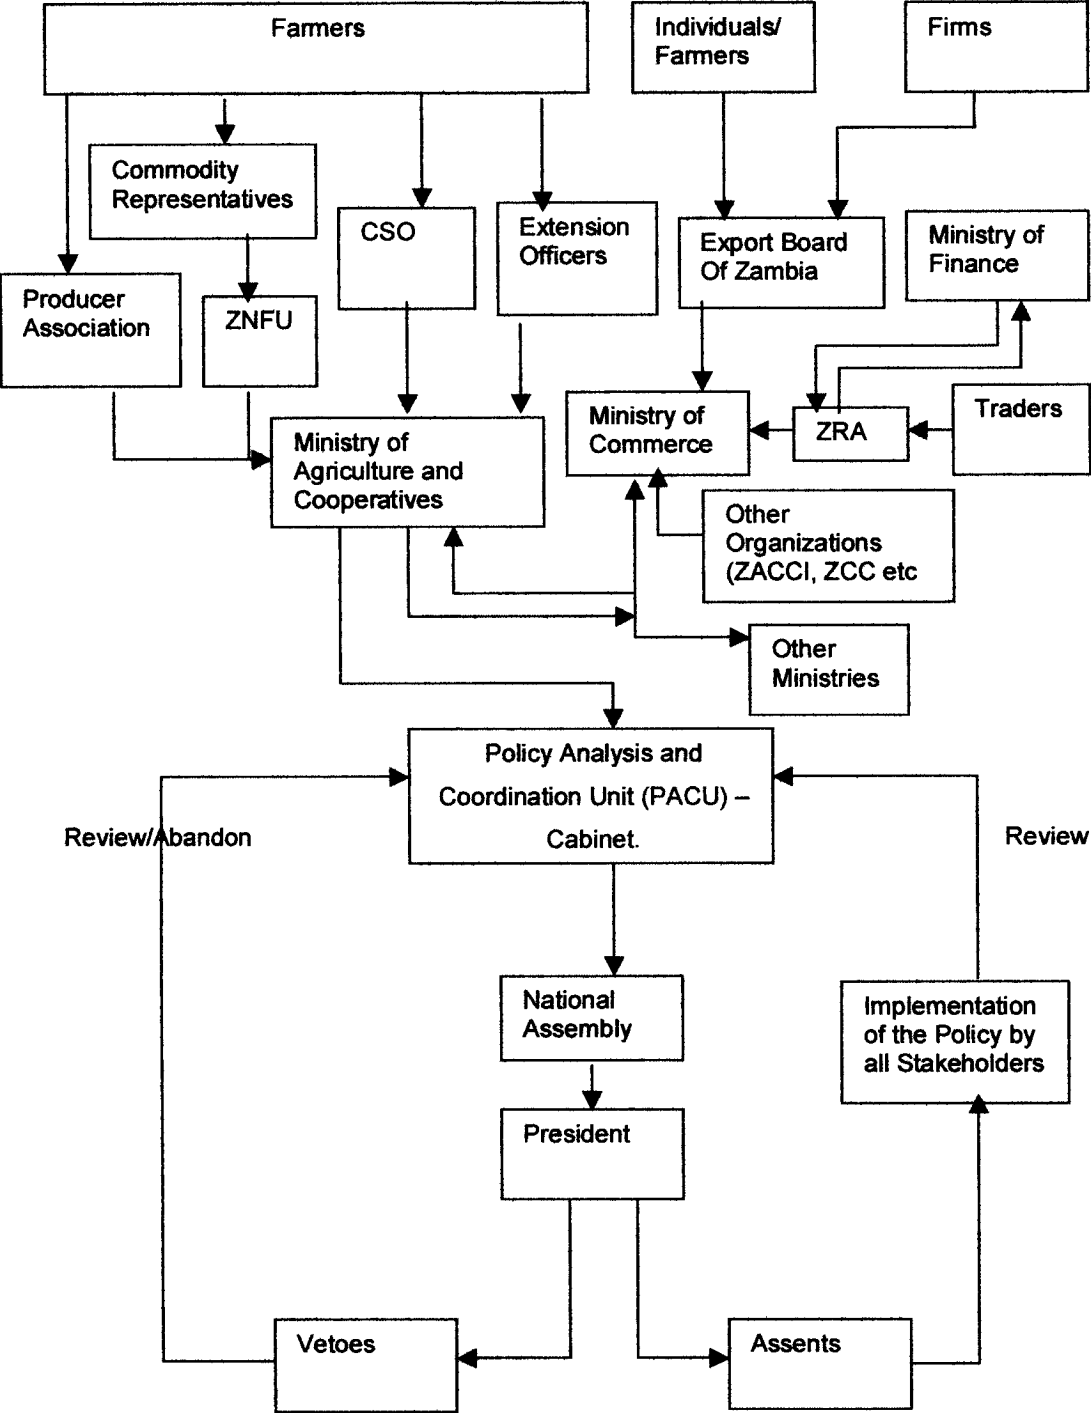 Farmers
Individuals/
Farmers
Firms
Commodity
Representatives
CSO
Extension
Officers
Export Board
Of Zambia
Ministry of
Finance
Producer
Association
ZNFU
Ministry of
Agriculture and
Cooperatives
Ministry of
Commerce
ZRA
Traders
Other
Organizations
(ZACCI, ZCC etc
Other
Ministries
Policy Analysis and
Coordination Unit (PACU) –
Cabinet.
Review/Abandon
Review
National
Assembly
Implementation
of the Policy by
all Stakeholders
President
Vetoes
Assents